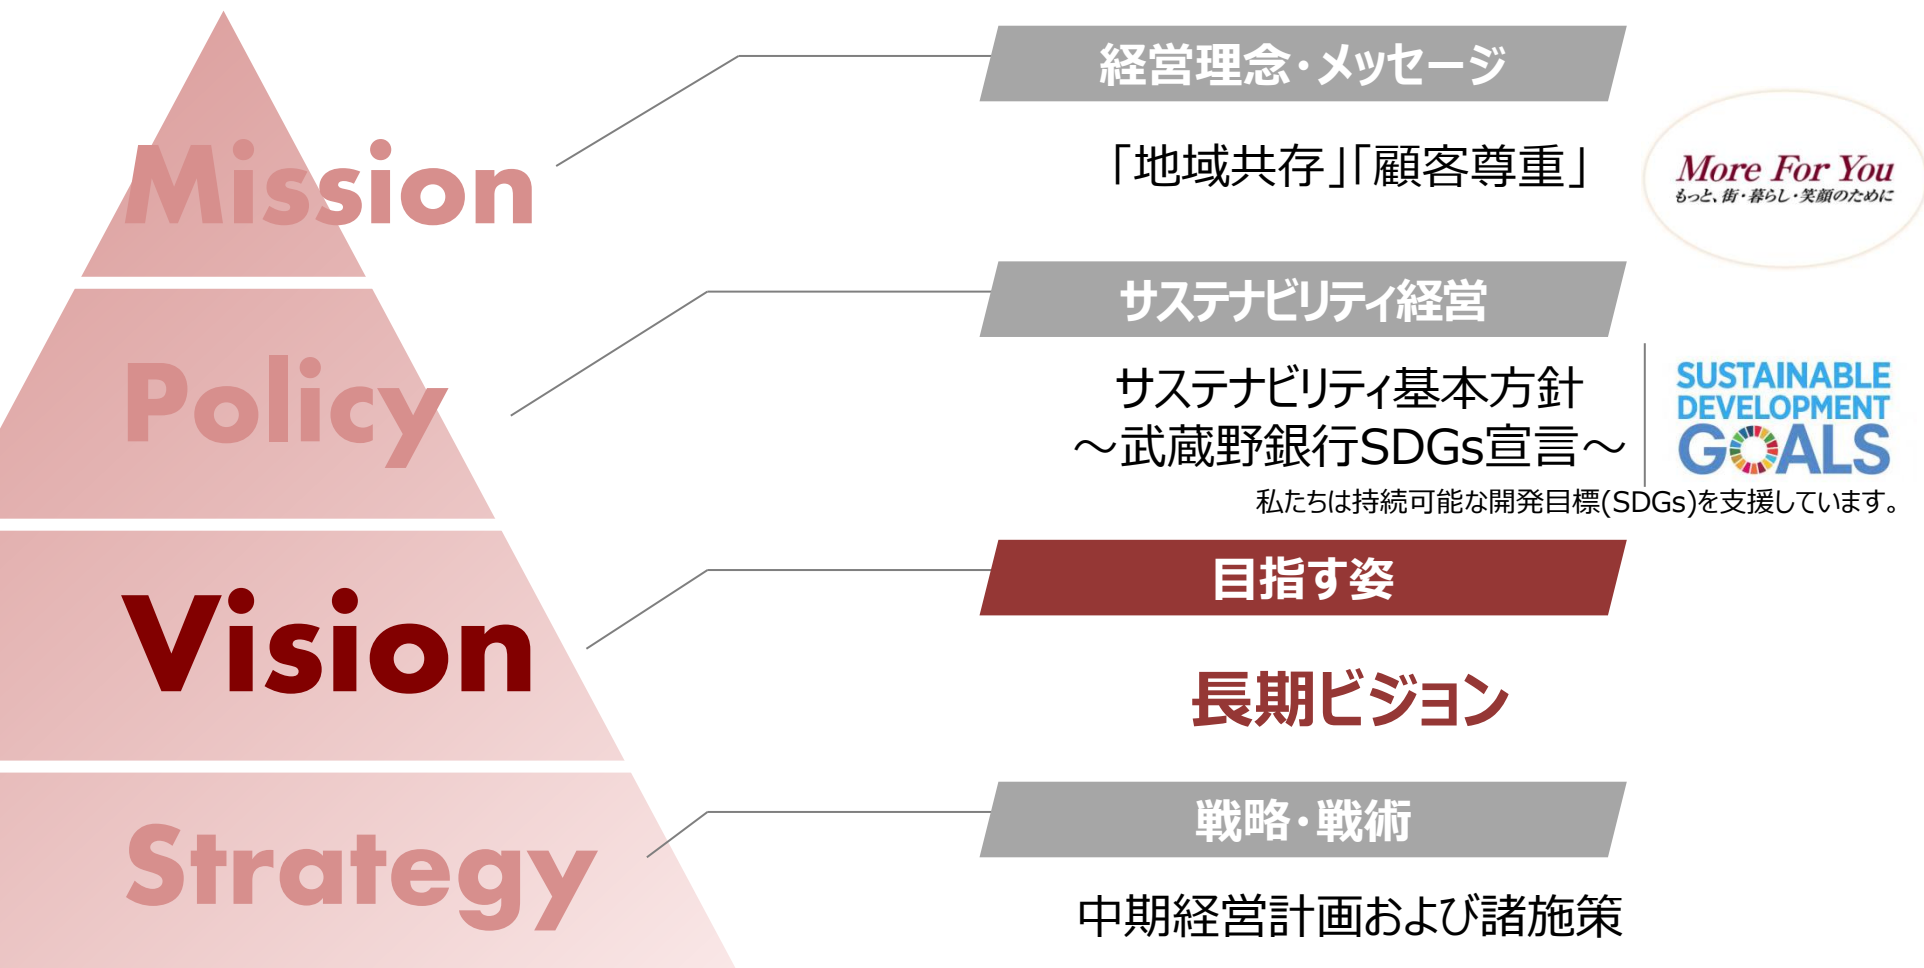 Mission
経営理念・メッセージ
「地域共存」「顧客尊重」
More For You
もっと、街・暮らし・笑顔のために
Policy
サステナビリティ経営
サステナビリティ基本方針
～武蔵野銀行SDGs宣言～
SUSTAINABLE
DEVELOPMENT
GOALS
私たちは持続可能な開発目標(SDGs)を支援しています。
Vision
目指す姿
長期ビジョン
Strategy
戦略・戦術
中期経営計画および諸施策